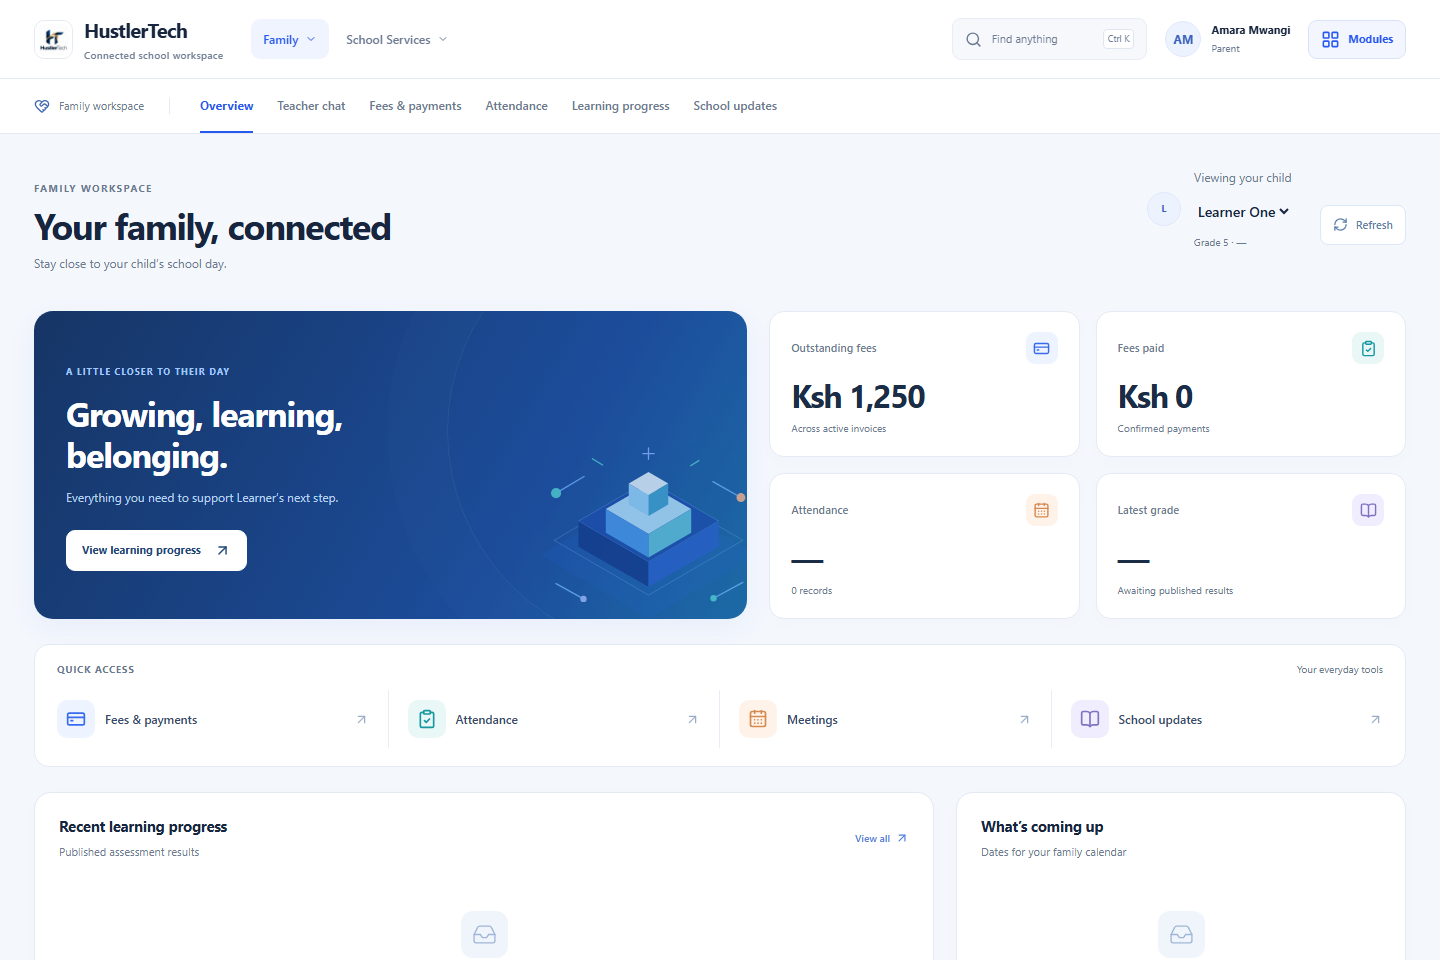 HustlerTech
HustlerTech
Connected school workspace
Family
School Services
Find anything
Ctrl K
AM
Amara Mwangi
Parent
Modules
Family workspace
Overview
Teacher chat
Fees & payments
Attendance
Learning progress
School updates
FAMILY WORKSPACE
Your family, connected
Stay close to your child's school day.
Viewing your child
L
Learner One
Grade 5 · —
Refresh
A LITTLE CLOSER TO THEIR DAY
Growing, learning,
belonging.
Everything you need to support Learner's next step.
View learning progress
Outstanding fees
Ksh 1,250
Across active invoices
Fees paid
Ksh 0
Confirmed payments
Attendance
—
0 records
Latest grade
—
Awaiting published results
QUICK ACCESS
Your everyday tools
Fees & payments
Attendance
Meetings
School updates
Recent learning progress
Published assessment results
View all
What's coming up
Dates for your family calendar